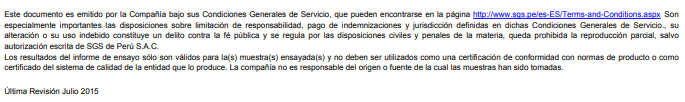 Este documento es emitido por la Compañía bajo sus Condiciones Generales de Servicio, que pueden encontrarse en la página http://www.sgs.pe/es-ES/Terms-and-Conditions.aspx Son
especialmente importantes las disposiciones sobre limitación de responsabilidad, pago de indemnizaciones y jurisdicción definidas en dichas Condiciones Generales de Servicio., su
alteración o su uso indebido constituye un delito contra la fé pública y se regula por las disposiciones civiles y penales de la materia, queda prohibida la reproducción parcial, salvo
autorización escrita de SGS de Perú S.A.C.
Los resultados del informe de ensayo sólo son válidos para la(s) muestra(s) ensayada(s) y no deben ser utilizados como una certificación de conformidad con normas de producto o como
certificado del sistema de calidad de la entidad que lo produce. La compañía no es responsable del origen o fuente de la cual las muestras han sido tomadas.
Última Revisión Julio 2015